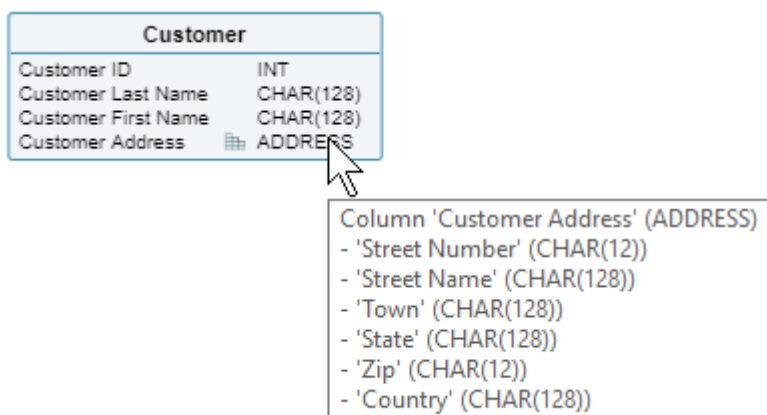 Customer
Customer ID INT
Customer Last Name CHAR(128)
Customer First Name CHAR(128)
Customer Address ADDRESS
Column 'Customer Address' (ADDRESS)
- 'Street Number' (CHAR(12))
- 'Street Name' (CHAR(128))
- 'Town' (CHAR(128))
- 'State' (CHAR(128))
- 'Zip' (CHAR(12))
- 'Country' (CHAR(128))